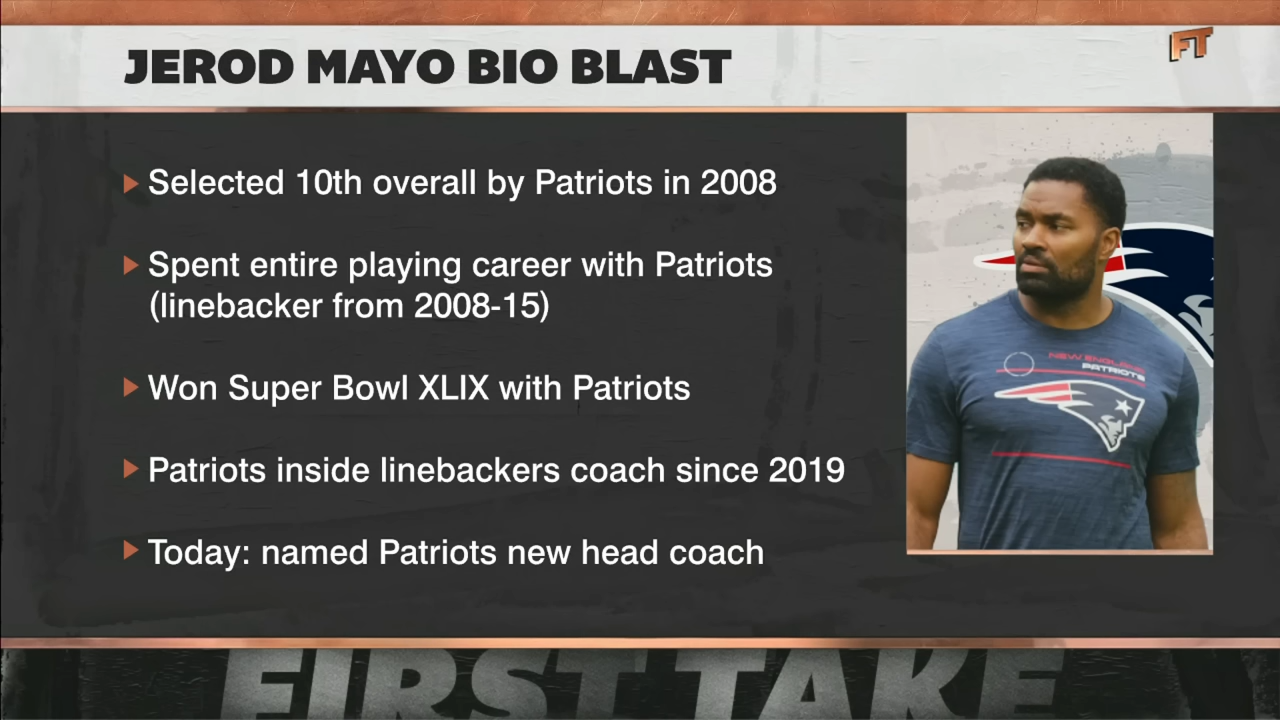 JEROD MAYO BIO BLAST
FT
Selected 10th overall by Patriots in 2008
Spent entire playing career with Patriots
(linebacker from 2008-15)
Won Super Bowl XLIX with Patriots
Patriots inside linebackers coach since 2019
Today: named Patriots new head coach
NEW ENGLAND
PATRIOTS
FIRST TAKE